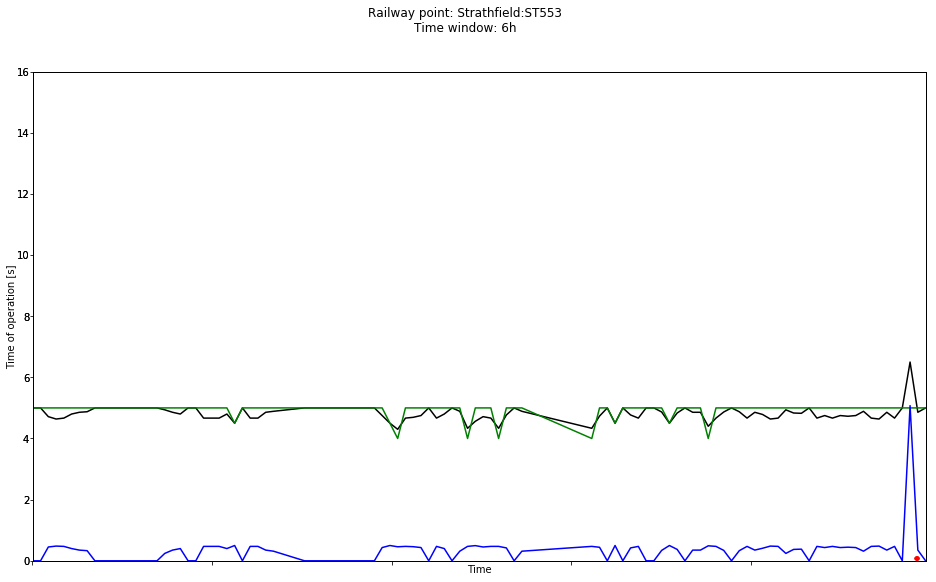 Railway point: Strathfield:ST553
Time window: 6h
16
14
12
10
8
6
4
2
0
Time of operation [s]
Time